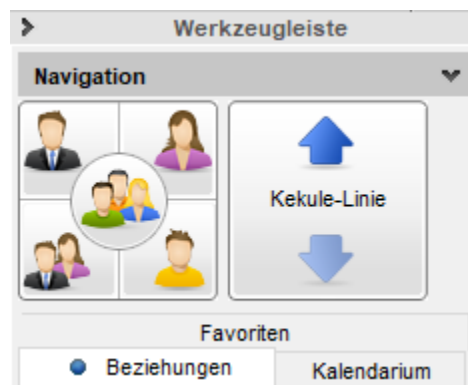 Werkzeugleiste
Navigation
Kekule-Linie
Favoriten
Beziehungen
Kalendarium